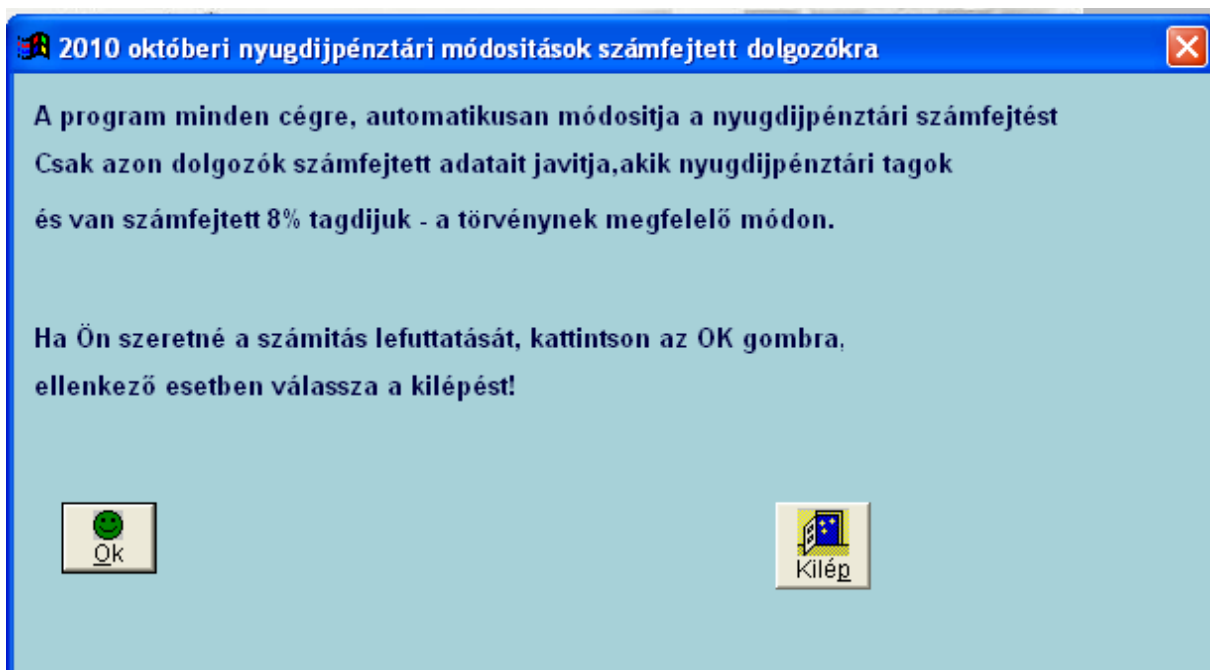 2010 októberi nyugdijpénztári módositások számfejtett dolgozókra
A program minden cégre, automatikusan módositja a nyugdijpénztári számfejtést
Csak azon dolgozók számfejtett adatait javitja,akik nyugdijpénztári tagok
és van számfejtett 8% tagdijuk - a törvénynek megfelelő módon.
Ha Ön szeretné a számitás lefuttatását, kattintson az OK gombra,
ellenkező esetben válassza a kilépést!
Ok
Kilép